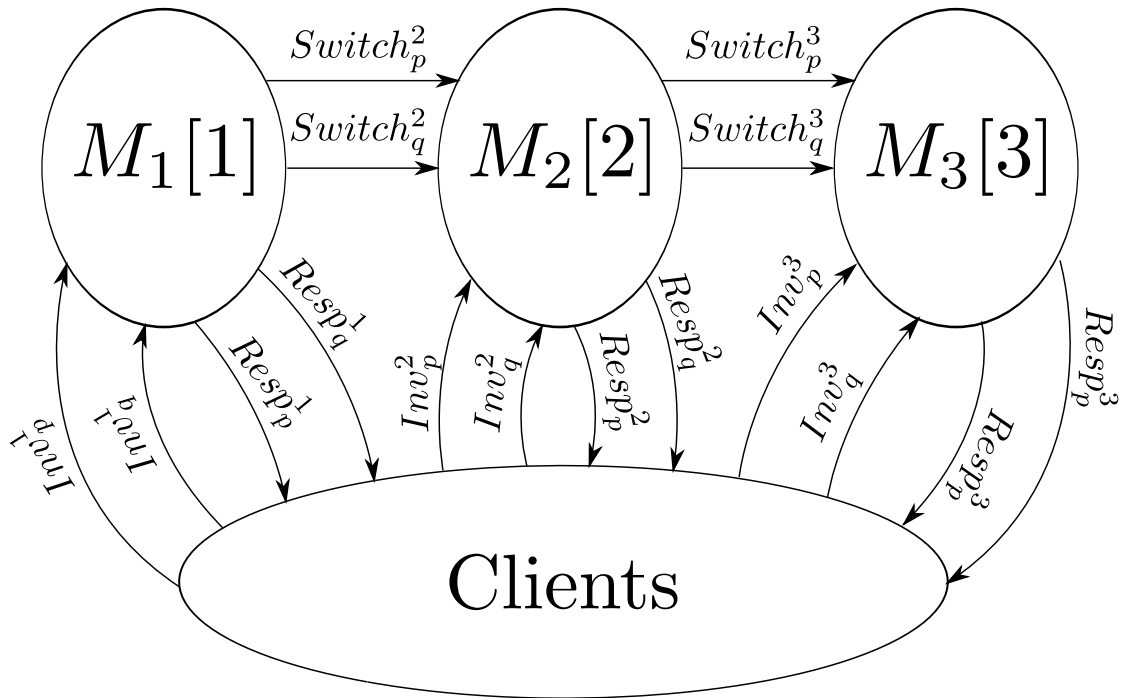 Switch_p^2
Switch_p^3
Switch_q^2
Switch_q^3
M_1[1]
M_2[2]
M_3[3]
Inv_p^1
Inv_q^1
Resp_p^1
Resp_q^1
Inv_p^2
Inv_q^2
Resp_p^2
Resp_q^2
Inv_p^3
Inv_q^3
Resp_p^3
Resp_p^3
Clients